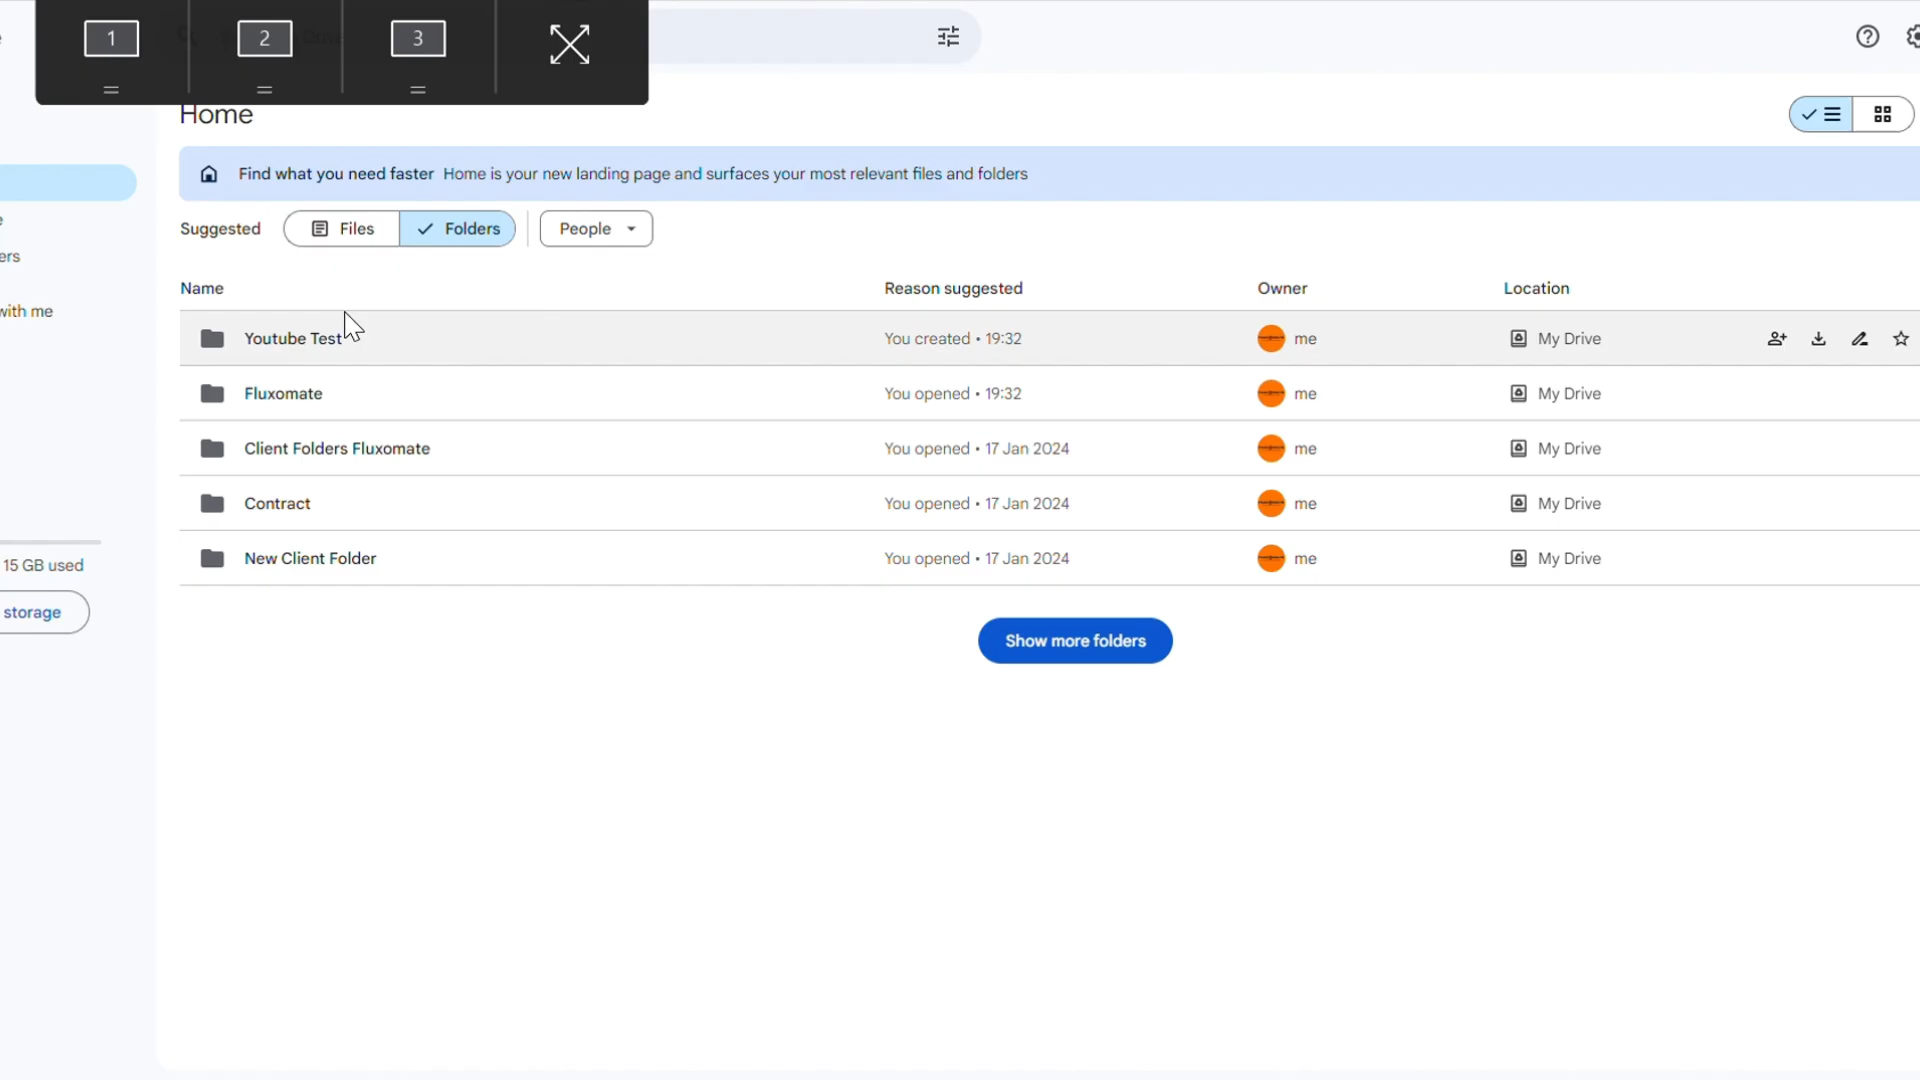 1 2 3
Home
Find what you need faster Home is your new landing page and surfaces your most relevant files and folders
Suggested Files Folders People
ers
with me
15 GB used
storage
Name Reason suggested Owner Location
Youtube Test You created • 19:32 me My Drive
Fluxomate You opened • 19:32 me My Drive
Client Folders Fluxomate You opened • 17 Jan 2024 me My Drive
Contract You opened • 17 Jan 2024 me My Drive
New Client Folder You opened • 17 Jan 2024 me My Drive
Show more folders